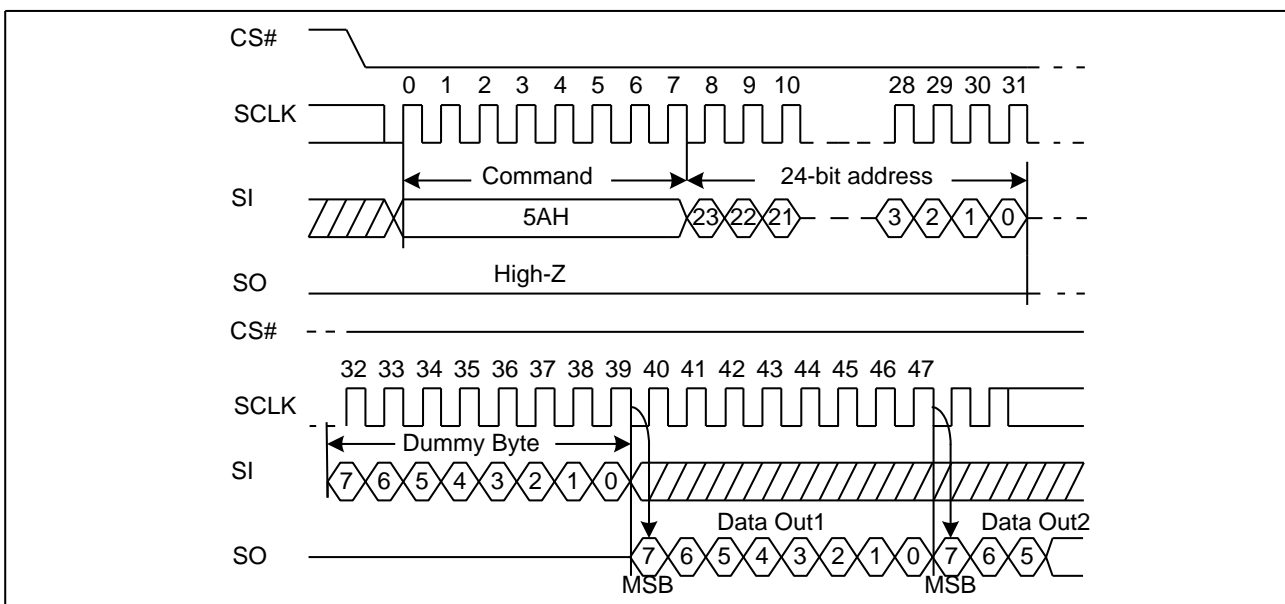 CS#
0 1 2 3 4 5 6 7 8 9 10 28 29 30 31
SCLK
Command 24-bit address
SI
5AH 23 22 21 3 2 1 0
High-Z
SO
CS#
32 33 34 35 36 37 38 39 40 41 42 43 44 45 46 47
SCLK
Dummy Byte
SI
7 6 5 4 3 2 1 0
Data Out1 Data Out2
SO
7 6 5 4 3 2 1 0 7 6 5
MSB MSB